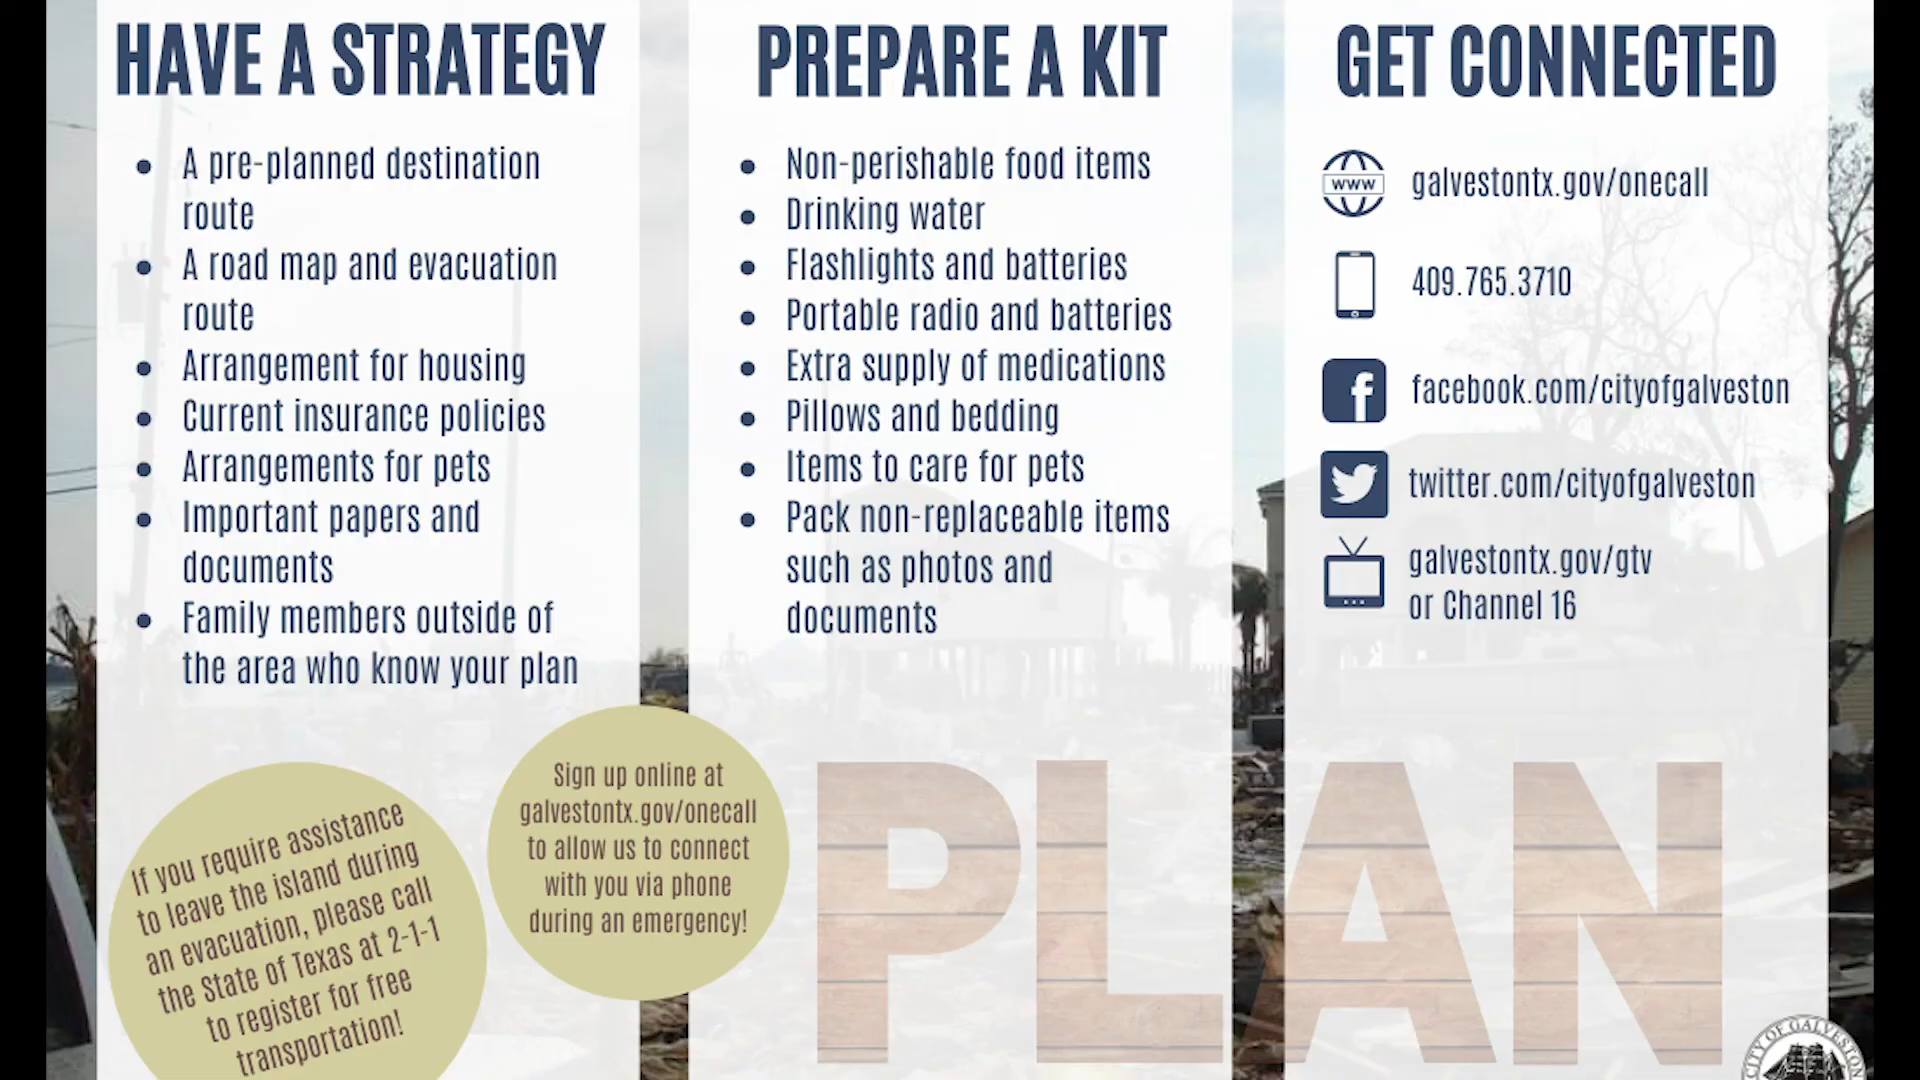 HAVE A STRATEGY
A pre-planned destination
route
A road map and evacuation
route
Arrangement for housing
Current insurance policies
Arrangements for pets
Important papers and
documents
Family members outside of
the area who know your plan
If you require assistance
to leave the island during
an evacuation, please call
the State of Texas at 2-1-1
to register for free
transportation!
Sign up online at
galvestontx.gov/onecall
to allow us to connect
with you via phone
during an emergency!
PREPARE A KIT
Non-perishable food items
Drinking water
Flashlights and batteries
Portable radio and batteries
Extra supply of medications
Pillows and bedding
Items to care for pets
Pack non-replaceable items
such as photos and
documents
GET CONNECTED
www
galvestontx.gov/onecall
409.765.3710
f
facebook.com/cityofgalveston
twitter.com/cityofgalveston
galvestontx.gov/gtv
or Channel 16
PLAN
CITY OF GALVESTON